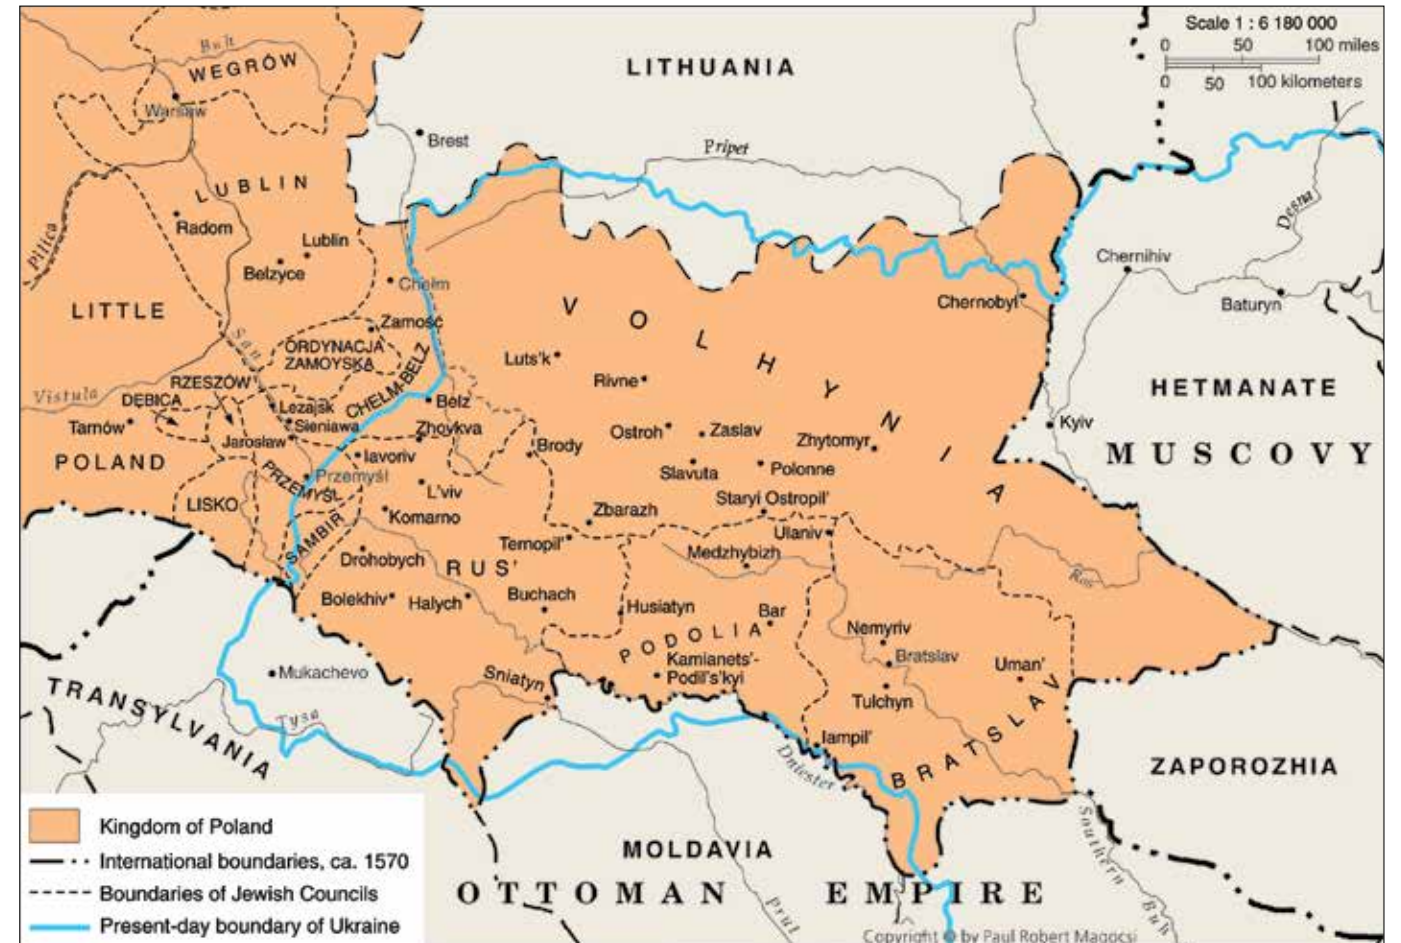 Scale 1 : 6 180 000
0 50 100 miles
0 50 100 kilometers
LITHUANIA
Buh
WEGRÓW
Warsaw
Brest
Pripet
LUBLIN
Radom
Lublin
Belzyce
Chełm
Pilica
Desna
Chernihiv
Baturyn
Chernobyl
LITTLE
POLAND
VOLHYNIA
Zamość
ORDYNACJA
ZAMOYSKA
San
CHELM-BELZ
Luts'k
Rivne
HETMANATE
MUSCOVY
Vistula
RZESZÓW
DĘBICA
Tarnów
Lezajsk
Sieniawa
Jarosław
Belz
Zhovkva
Iavoriv
Brody
Ostroh
Zaslav
Zhytomyr
Kyiv
PRZEMYŚL
Przemyśl
LISKO
L'viv
Komarno
Slavuta
Polonne
Staryi Ostropil'
Zbarazh
SAMBIR
Drohobych
RUS'
Ternopil'
Medzhybizh
Ulaniv
Ros
Bolekhiv
Halych
Buchach
Husiatyn
Bar
PODOLIA
Kamianets'-
Podil's'kyi
Nemyriv
Bratslav
Uman'
Tulchyn
Sniatyn
Mukachevo
Tysa
TRANSYLVANIA
Iampil'
BRATSLAV
Dniester
ZAPOROZHIA
Southern Buh
MOLDAVIA
OTTOMAN EMPIRE
Prut
Kingdom of Poland
International boundaries, ca. 1570
Boundaries of Jewish Councils
Present-day boundary of Ukraine
Copyright © by Paul Robert Magocsi